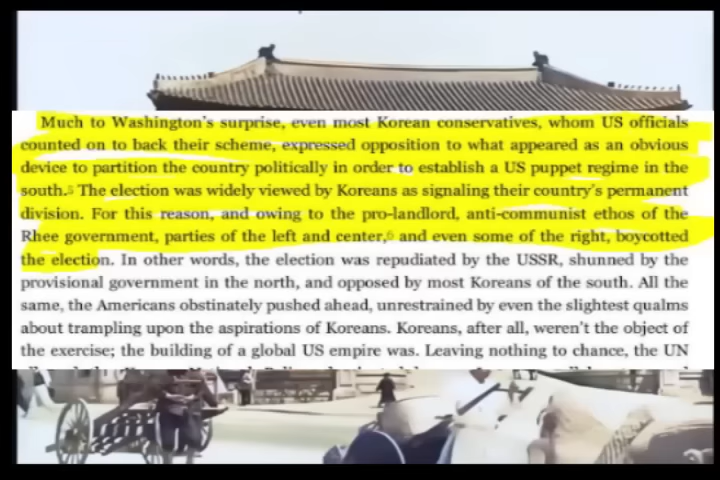 Much to Washington's surprise, even most Korean conservatives, whom US officials
counted on to back their scheme, expressed opposition to what appeared as an obvious
device to partition the country politically in order to establish a US puppet regime in the
south.5 The election was widely viewed by Koreans as signaling their country's permanent
division. For this reason, and owing to the pro-landlord, anti-communist ethos of the
Rhee government, parties of the left and center,6 and even some of the right, boycotted
the election. In other words, the election was repudiated by the USSR, shunned by the
provisional government in the north, and opposed by most Koreans of the south. All the
same, the Americans obstinately pushed ahead, unrestrained by even the slightest qualms
about trampling upon the aspirations of Koreans. Koreans, after all, weren't the object of
the exercise; the building of a global US empire was. Leaving nothing to chance, the UN